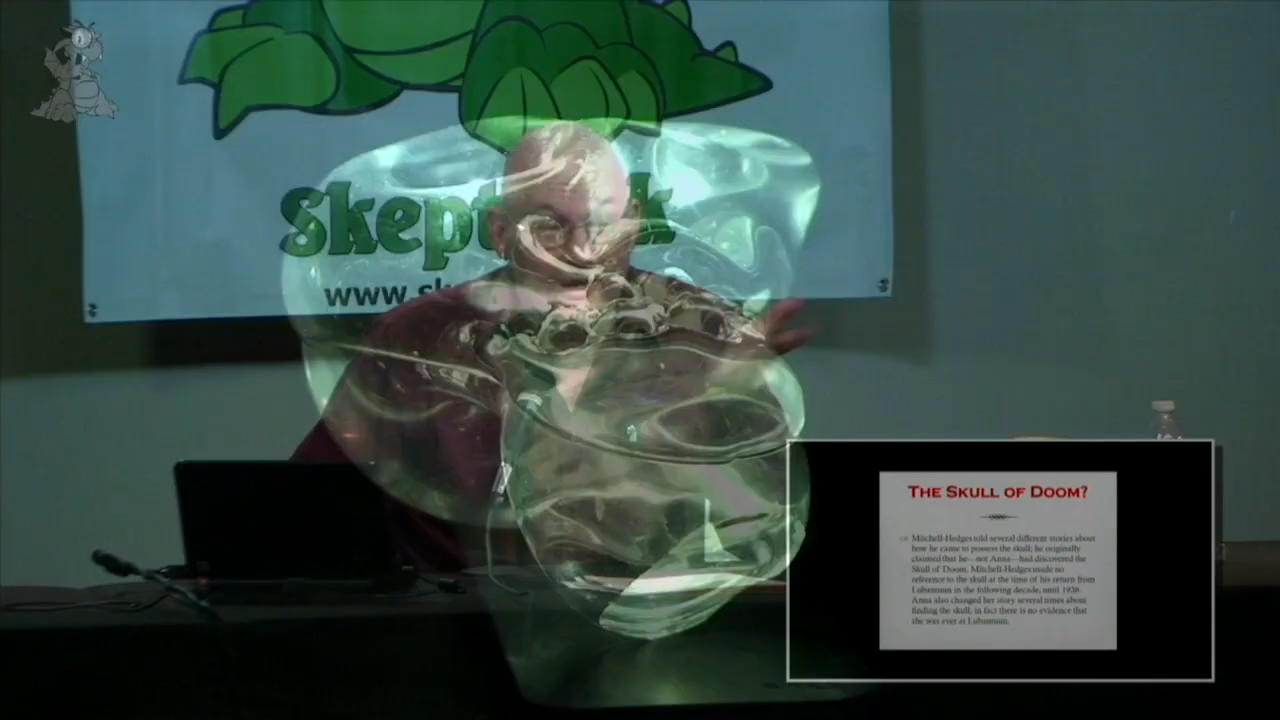 Skept k
www.sk
THE SKULL OF DOOM?
Mitchell-Hedges told several different stories about
how he came to possess the skull; he originally
claimed that he—not Anna—had discovered the
Skull of Doom. Mitchell-Hedges made no
reference to the skull at the time of his return from
Lubaantun in the following decade, until 1936.
Anna also changed her story several times about
finding the skull; in fact there is no evidence that
she was ever at Lubaantun.